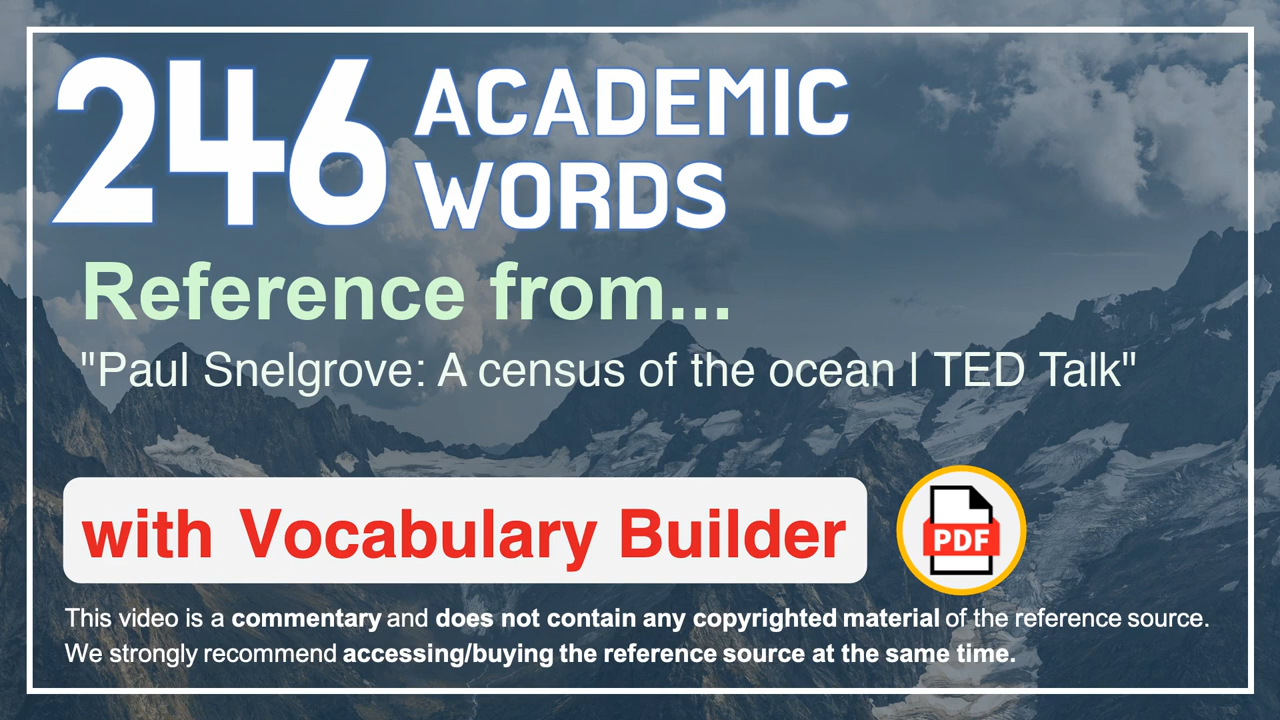 246 ACADEMIC
WORDS
Reference from...
"Paul Snelgrove: A census of the ocean | TED Talk"
with Vocabulary Builder
PDF
This video is a commentary and does not contain any copyrighted material of the reference source.
We strongly recommend accessing/buying the reference source at the same time.